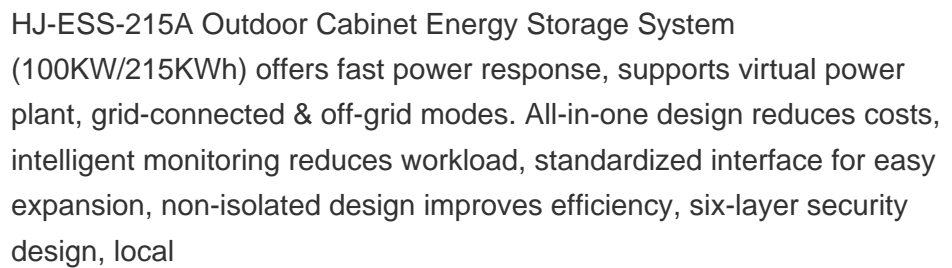 HJ-ESS-215A Outdoor Cabinet Energy Storage System
(100KW/215KWh) offers fast power response, supports virtual power
plant, grid-connected & off-grid modes. All-in-one design reduces costs,
intelligent monitoring reduces workload, standardized interface for easy
expansion, non-isolated design improves efficiency, six-layer security
design, local